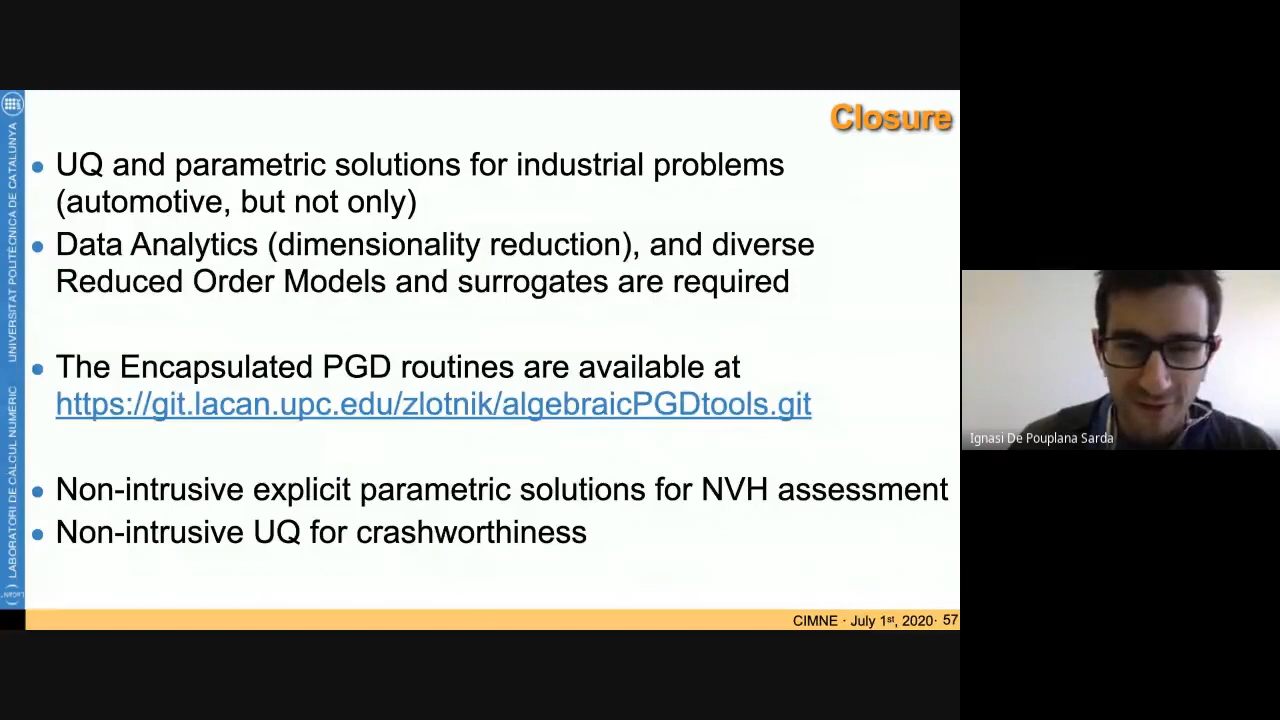 Closure
UQ and parametric solutions for industrial problems
(automotive, but not only)
Data Analytics (dimensionality reduction), and diverse
Reduced Order Models and surrogates are required
The Encapsulated PGD routines are available at
https://git.lacan.upc.edu/zlotnik/algebraicPGDtools.git
Non-intrusive explicit parametric solutions for NVH assessment
Non-intrusive UQ for crashworthiness
CIMNE · July 1st, 2020· 57
LABORATORI DE CÀLCUL NUMÈRIC UNIVERSITAT POLITÈCNICA DE CATALUNYA
Ignasi De Pouplana Sarda